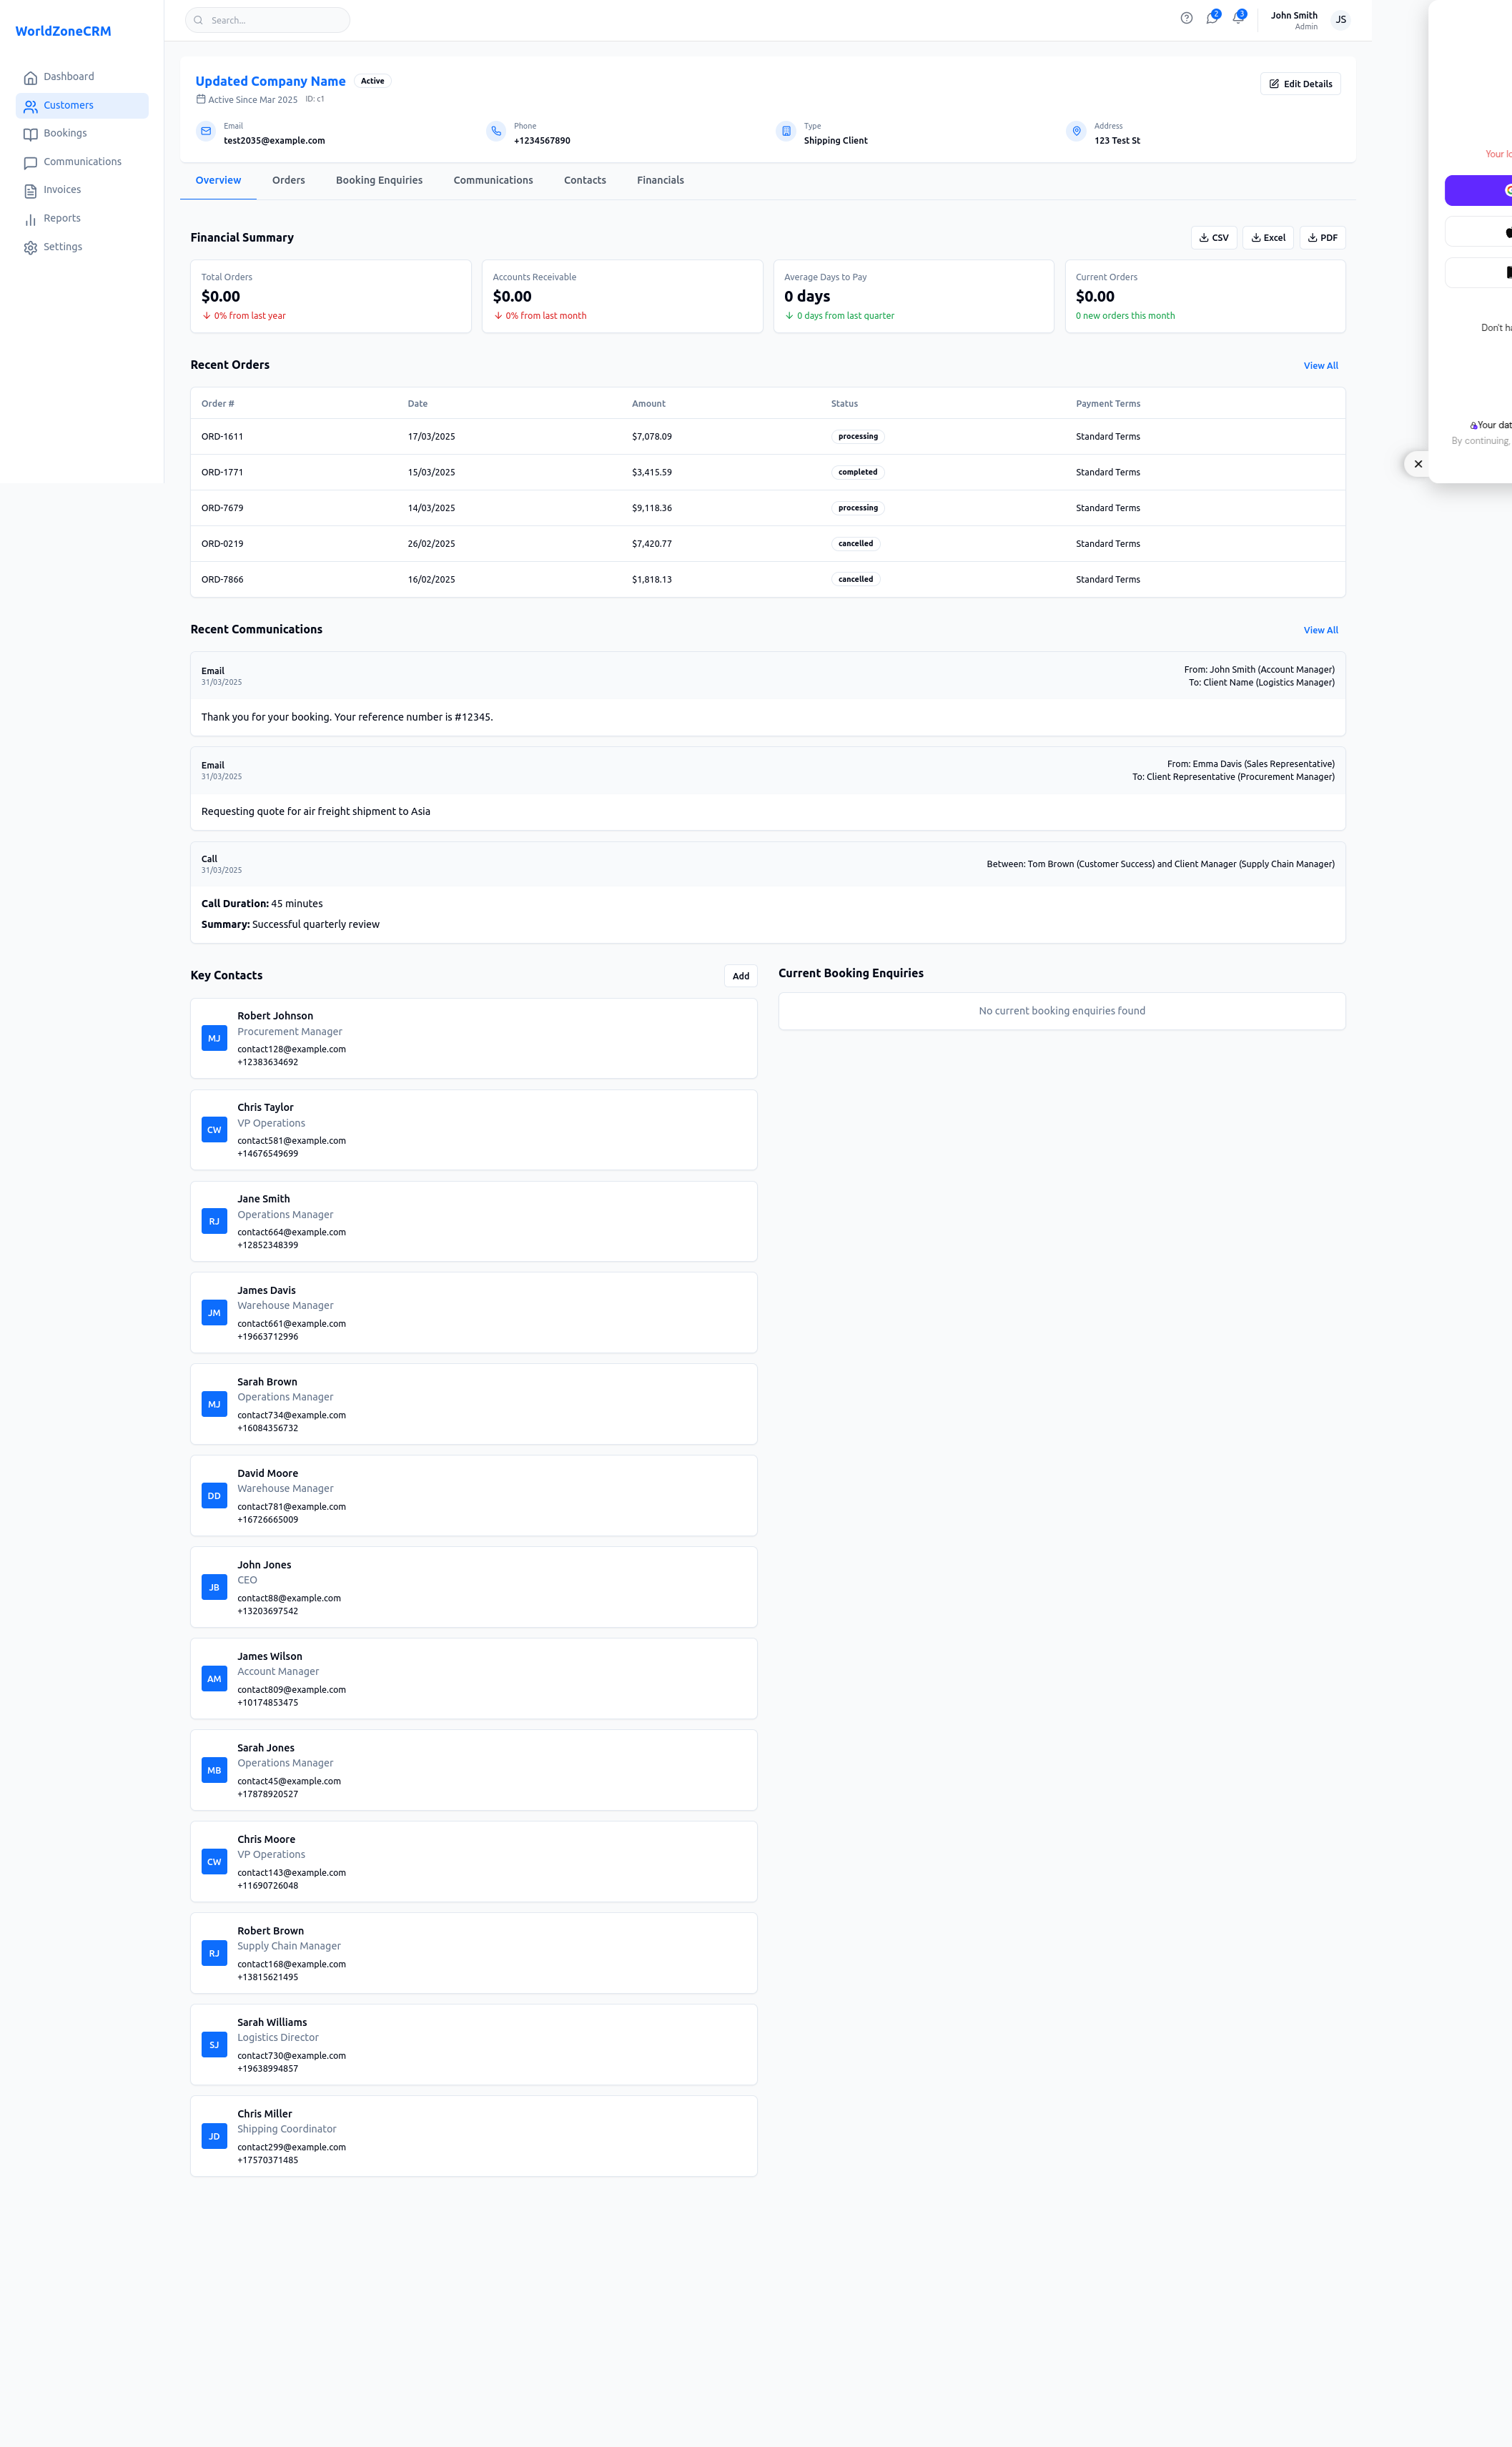 WorldZoneCRM
Dashboard
Customers
Bookings
Communications
Invoices
Reports
Settings
Search...
2
3
John Smith
Admin
JS
Updated Company Name
Active
Active Since Mar 2025 ID: c1
Edit Details
Email
test2035@example.com
Phone
+1234567890
Type
Shipping Client
Address
123 Test St
Overview Orders Booking Enquiries Communications Contacts Financials
Financial Summary
CSV Excel PDF
Total Orders
$0.00
0% from last year
Accounts Receivable
$0.00
0% from last month
Average Days to Pay
0 days
0 days from last quarter
Current Orders
$0.00
0 new orders this month
Recent Orders
View All
Order # Date Amount Status Payment Terms
ORD-1611 17/03/2025 $7,078.09 processing Standard Terms
ORD-1771 15/03/2025 $3,415.59 completed Standard Terms
ORD-7679 14/03/2025 $9,118.36 processing Standard Terms
ORD-0219 26/02/2025 $7,420.77 cancelled Standard Terms
ORD-7866 16/02/2025 $1,818.13 cancelled Standard Terms
Recent Communications
View All
Email
31/03/2025
From: John Smith (Account Manager)
To: Client Name (Logistics Manager)
Thank you for your booking. Your reference number is #12345.
Email
31/03/2025
From: Emma Davis (Sales Representative)
To: Client Representative (Procurement Manager)
Requesting quote for air freight shipment to Asia
Call
31/03/2025
Between: Tom Brown (Customer Success) and Client Manager (Supply Chain Manager)
Call Duration: 45 minutes
Summary: Successful quarterly review
Key Contacts
Add
MJ
Robert Johnson
Procurement Manager
contact128@example.com
+12383634692
CW
Chris Taylor
VP Operations
contact581@example.com
+14676549699
RJ
Jane Smith
Operations Manager
contact664@example.com
+12852348399
JM
James Davis
Warehouse Manager
contact661@example.com
+19663712996
MJ
Sarah Brown
Operations Manager
contact734@example.com
+16084356732
DD
David Moore
Warehouse Manager
contact781@example.com
+16726665009
JB
John Jones
CEO
contact88@example.com
+13203697542
AM
James Wilson
Account Manager
contact809@example.com
+10174853475
MB
Sarah Jones
Operations Manager
contact45@example.com
+17878920527
CW
Chris Moore
VP Operations
contact143@example.com
+11690726048
RJ
Robert Brown
Supply Chain Manager
contact168@example.com
+13815621495
SJ
Sarah Williams
Logistics Director
contact730@example.com
+19638994857
JD
Chris Miller
Shipping Coordinator
contact299@example.com
+17570371485
Current Booking Enquiries
No current booking enquiries found
Your
Don't
Your
By continuing,